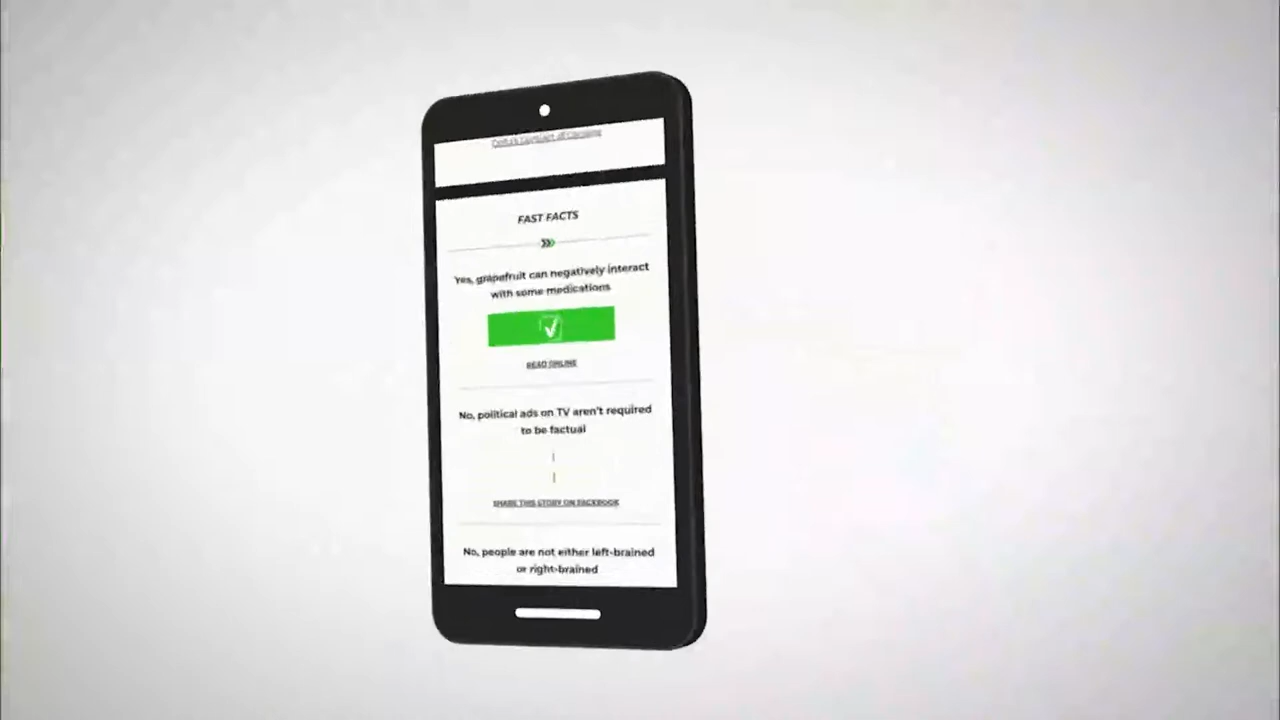 FAST FACTS
Yes, grapefruit can negatively interact
with some medications
READ ONLINE
No, political ads on TV aren't required
to be factual
SHARE THIS STORY ON FACEBOOK
No, people are not either left-brained
or right-brained